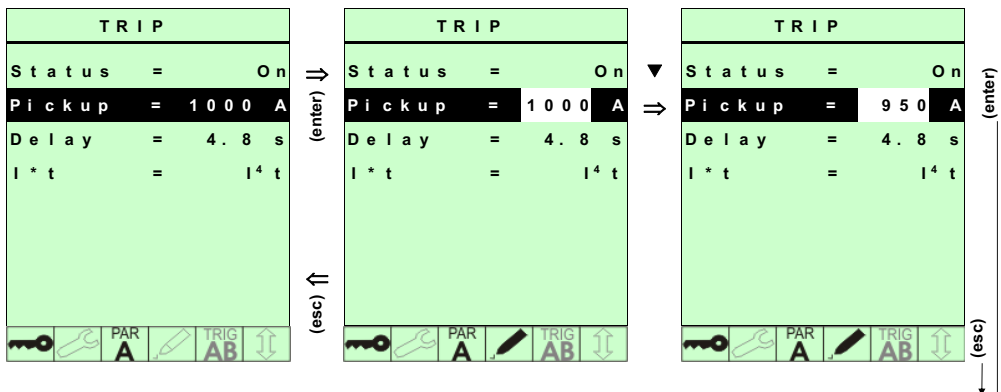 TRIP
Status = On
Pickup = 1000 A
Delay = 4.8 s
I*t = I⁴t
PAR A TRIG AB
⇒ (enter)
⇐ (esc)
TRIP
Status = On
Pickup = 1000 A
Delay = 4.8 s
I*t = I⁴t
PAR A TRIG AB
▼ ⇒
TRIP
Status = On
Pickup = 950 A
Delay = 4.8 s
I*t = I⁴t
PAR A TRIG AB
(enter)
(esc)